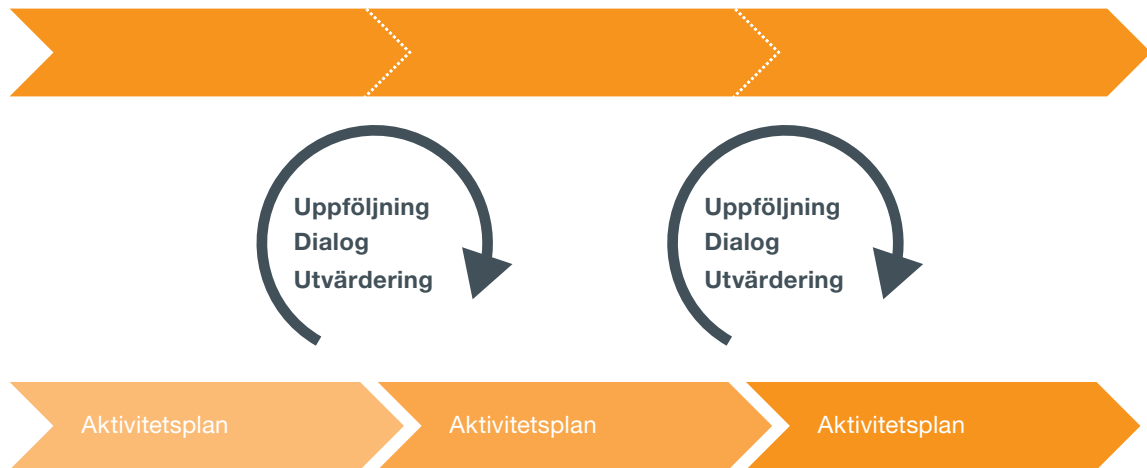 Uppföljning
Dialog
Utvärdering
Uppföljning
Dialog
Utvärdering
Aktivitetsplan
Aktivitetsplan
Aktivitetsplan